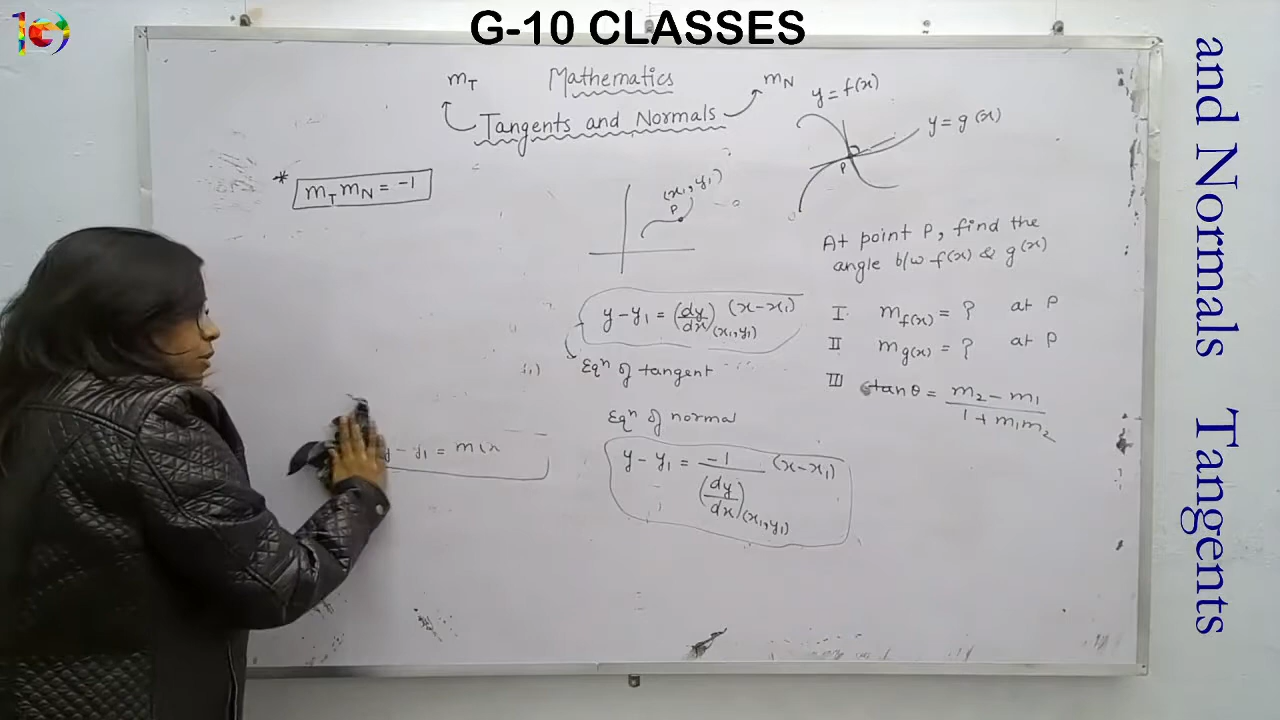 G-10 CLASSES
Mathematics
m_T
m_N
Tangents and Normals
* m_T m_N = -1
y = f(x)
y = g(x)
P
(x₁, y₁)
P
At point P, find the
angle b/w f(x) & g(x)
I m_f(x) = ? at P
II m_g(x) = ? at P
III tanθ = (m₂ - m₁)/(1 + m₁m₂)
y - y₁ = (dy/dx)_(x₁,y₁) (x - x₁)
Eqⁿ of tangent
Eqⁿ of normal
y - y₁ = -1/(dy/dx)_(x₁,y₁) (x - x₁)
y - y₁ = m(x
and Normals Tangents